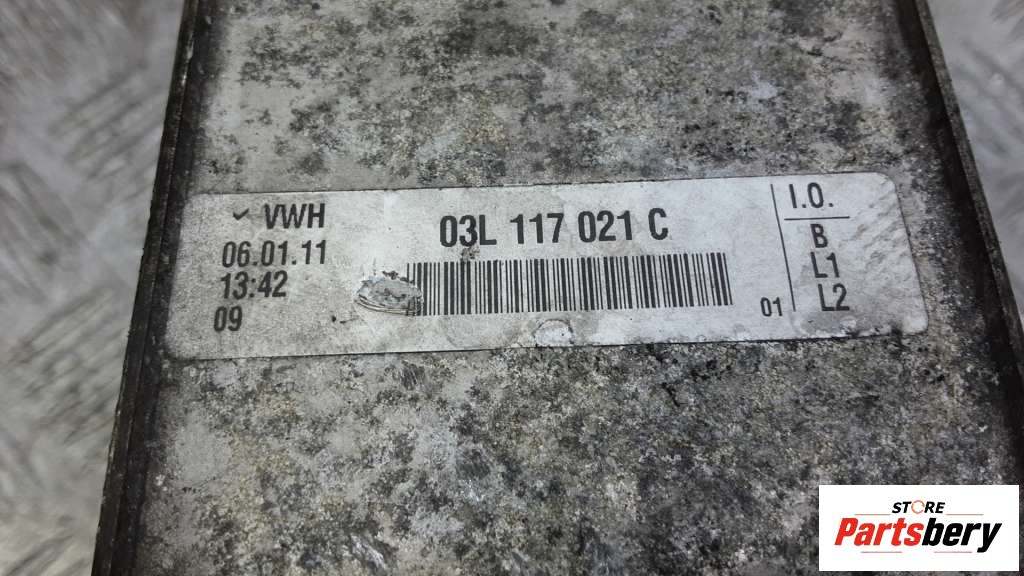 VWH
06.01.11
13:42
09
03L 117 021 C
01
I.O.
B
L1
L2
STORE
Partsbery